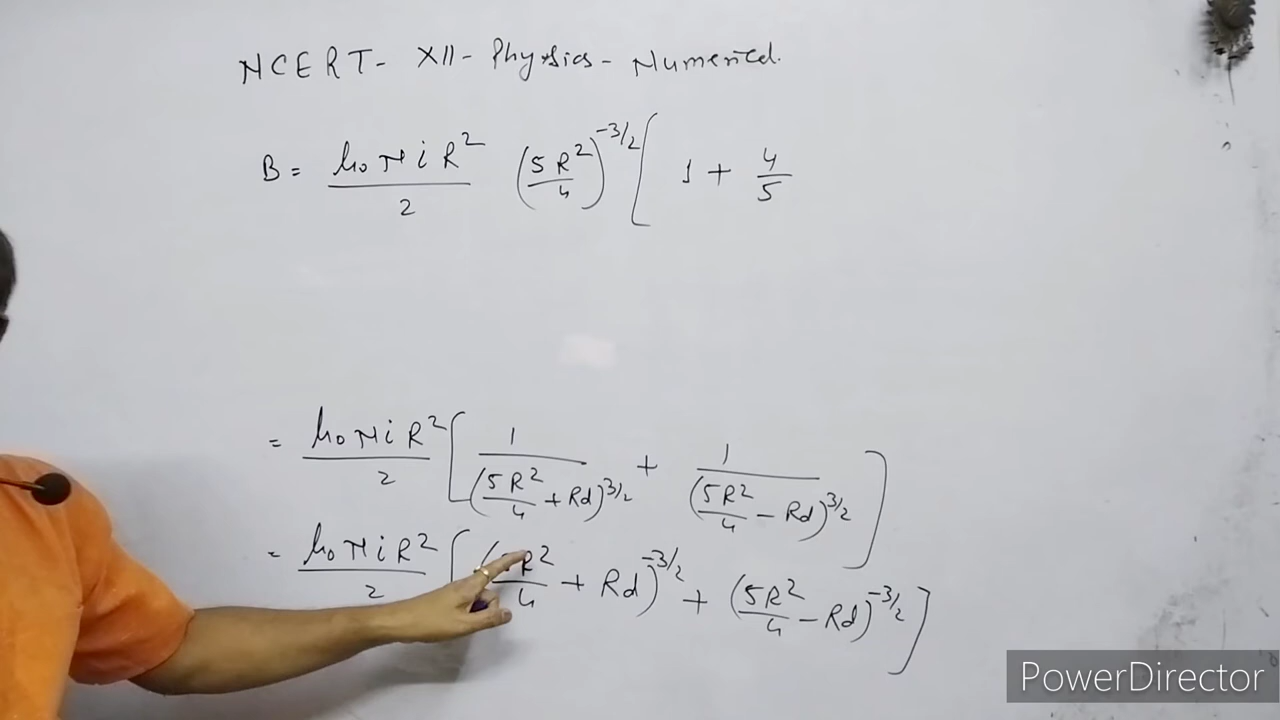 NCERT - XII - Physics - Numerical.
B = μ₀NiR²/2 (5R²/4)^(-3/2) [ 1 + 4/5
= μ₀NiR²/2 [ 1/(5R²/4 + Rd)^(3/2) + 1/(5R²/4 - Rd)^(3/2) ]
= μ₀NiR²/2 [ ( R²/4 + Rd)^(-3/2) + (5R²/4 - Rd)^(-3/2) ]
PowerDirector